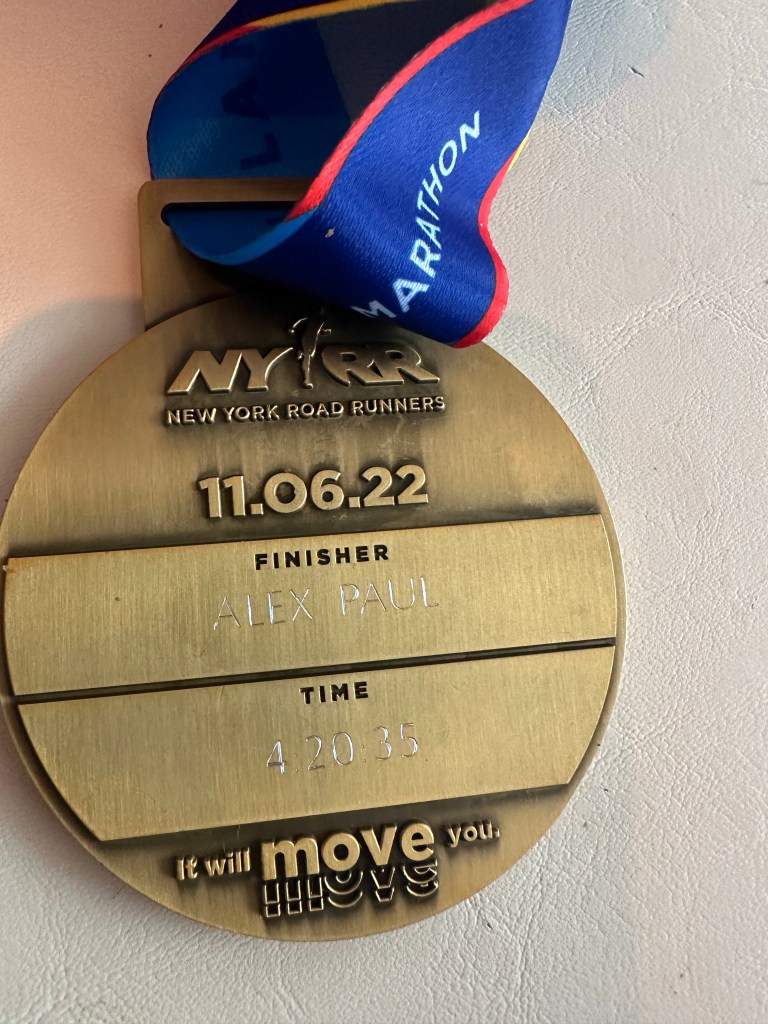 MARATHON
NYRR
NEW YORK ROAD RUNNERS
11.06.22
FINISHER
ALEX PAUL
TIME
4:20:35
It will move you.